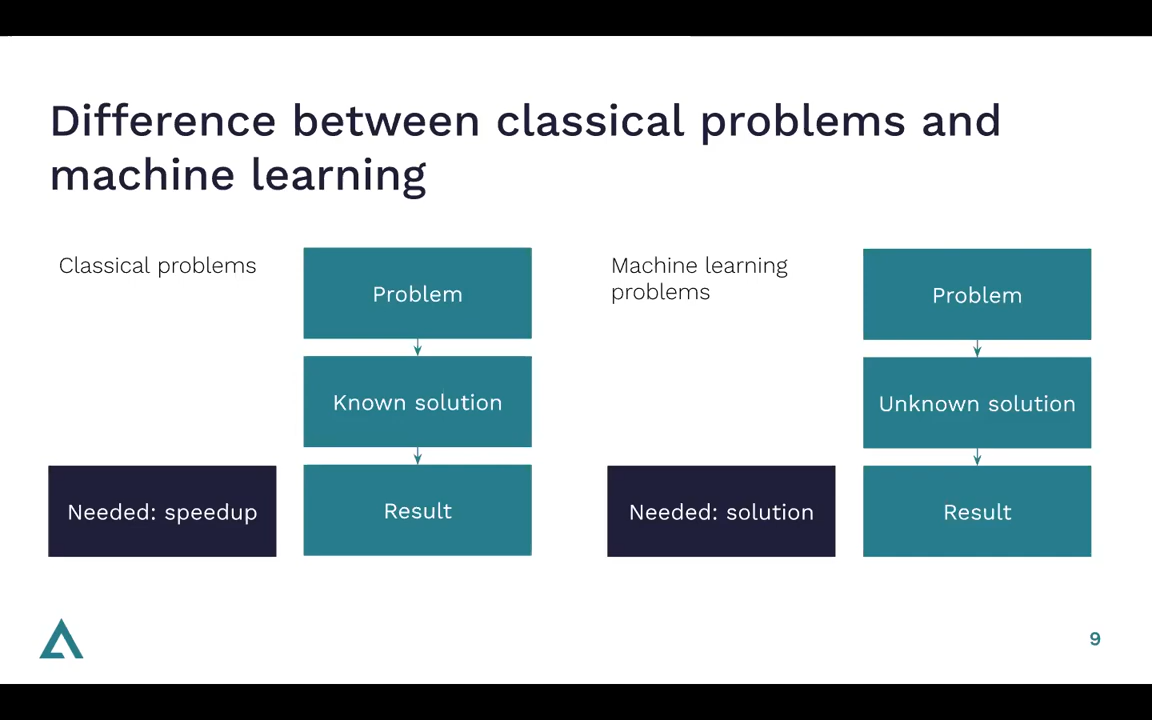 Difference between classical problems and
machine learning
Classical problems
Problem
Known solution
Needed: speedup
Result
Machine learning
problems
Problem
Unknown solution
Needed: solution
Result
9